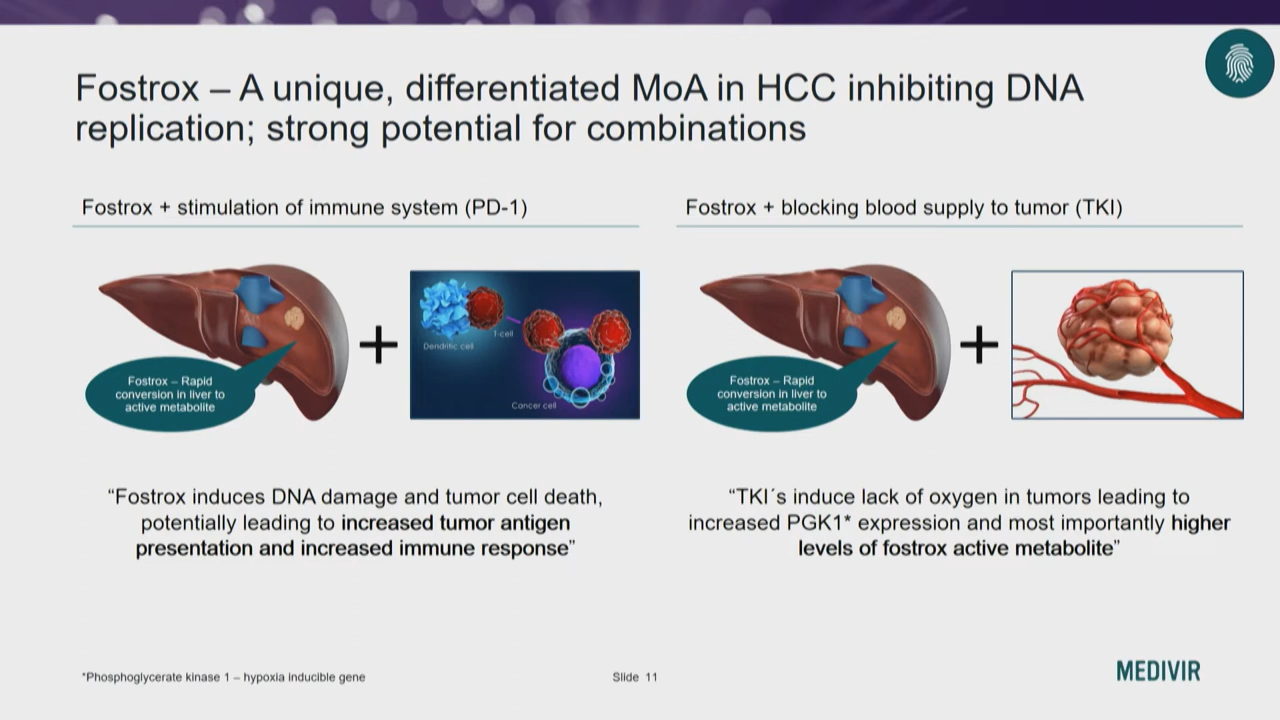 Fostrox – A unique, differentiated MoA in HCC inhibiting DNA
replication; strong potential for combinations
Fostrox + stimulation of immune system (PD-1)
Fostrox – Rapid
conversion in liver to
active metabolite
T-cell
Dendritic cell
Cancer cell
“Fostrox induces DNA damage and tumor cell death,
potentially leading to increased tumor antigen
presentation and increased immune response”
Fostrox + blocking blood supply to tumor (TKI)
Fostrox – Rapid
conversion in liver to
active metabolite
“TKI´s induce lack of oxygen in tumors leading to
increased PGK1* expression and most importantly higher
levels of fostrox active metabolite”
*Phosphoglycerate kinase 1 – hypoxia inducible gene
Slide 11
MEDIVIR